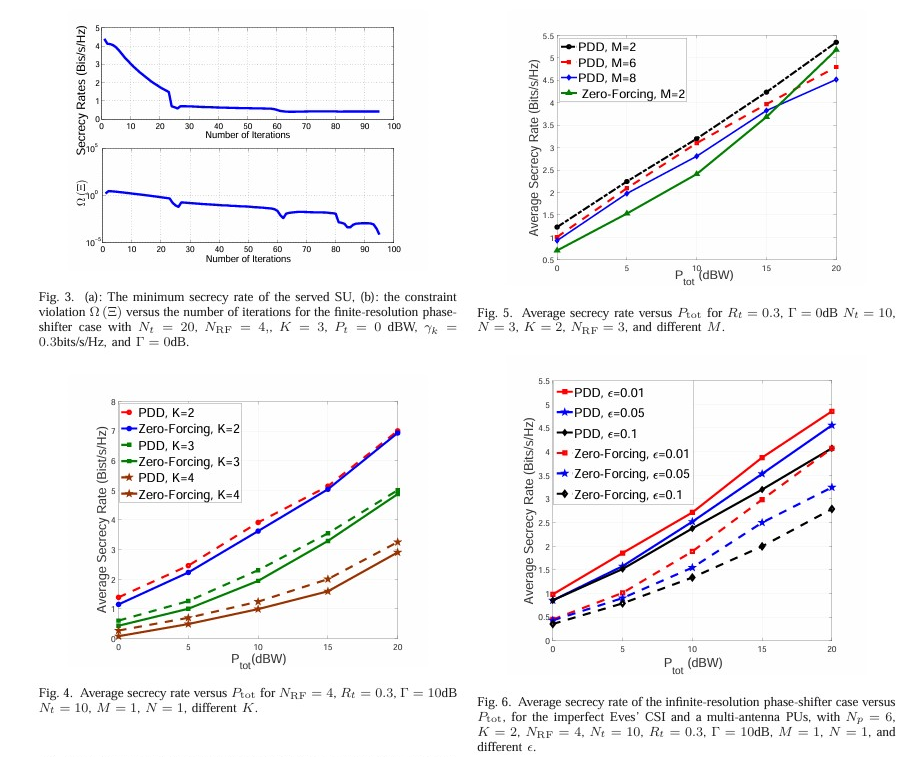 Secrecy Rates (Bis/s/Hz)
5
4
3
2
1
0
0 10 20 30 40 50 60 70 80 90 100
Number of Iterations
Ω(Ξ)
10^5
10^0
10^-5
0 10 20 30 40 50 60 70 80 90 100
Number of Iterations
Fig. 3. (a): The minimum secrecy rate of the served SU, (b): the constraint
violation Ω (Ξ) versus the number of iterations for the finite-resolution phase-
shifter case with N_t = 20, N_RF = 4,, K = 3, P_t = 0 dBW, γ_k =
0.3bits/s/Hz, and Γ = 0dB.
Average Secrecy Rate (Bist/s/Hz)
8
7
6
5
4
3
2
1
0
PDD, K=2
Zero-Forcing, K=2
PDD, K=3
Zero-Forcing, K=3
PDD, K=4
Zero-Forcing, K=4
0 5 10 15 20
P_tot(dBW)
Fig. 4. Average secrecy rate versus P_tot for N_RF = 4, R_t = 0.3, Γ = 10dB
N_t = 10, M = 1, N = 1, different K.
Average Secrecy Rate (Bits/s/Hz)
5.5
5
4.5
4
3.5
3
2.5
2
1.5
1
0.5
PDD, M=2
PDD, M=6
PDD, M=8
Zero-Forcing, M=2
0 5 10 15 20
P_tot (dBW)
Fig. 5. Average secrecy rate versus P_tot for R_t = 0.3, Γ = 0dB N_t = 10,
N = 3, K = 2, N_RF = 3, and different M.
Average Secrecy Rate (Bits/s/Hz)
5.5
5
4.5
4
3.5
3
2.5
2
1.5
1
0.5
0
PDD, ϵ=0.01
PDD, ϵ=0.05
PDD, ϵ=0.1
Zero-Forcing, ϵ=0.01
Zero-Forcing, ϵ=0.05
Zero-Forcing, ϵ=0.1
0 5 10 15 20
P_tot (dBW)
Fig. 6. Average secrecy rate of the infinite-resolution phase-shifter case versus
P_tot, for the imperfect Eves' CSI and a multi-antenna PUs, with N_p = 6,
K = 2, N_RF = 4, N_t = 10, R_t = 0.3, Γ = 10dB, M = 1, N = 1, and
different ϵ.